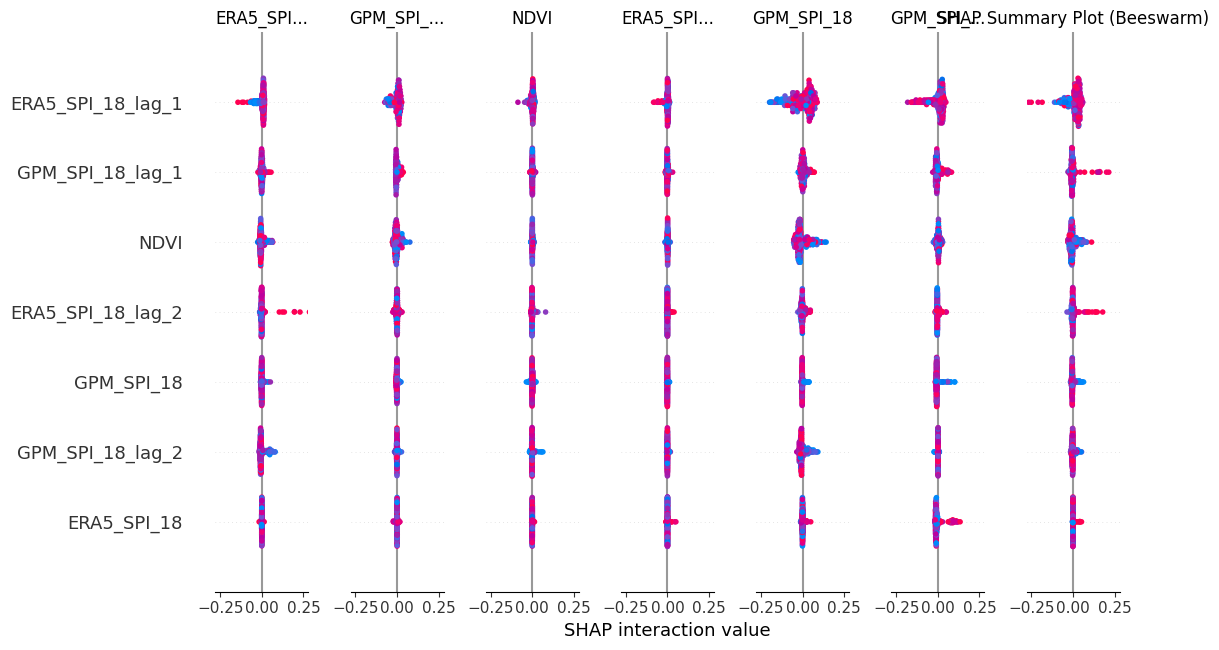 ERA5_SPI... GPM_SPI_... NDVI ERA5_SPI... GPM_SPI_18 GPM_SPI_... SHAP Summary Plot (Beeswarm)
ERA5_SPI_18_lag_1
GPM_SPI_18_lag_1
NDVI
ERA5_SPI_18_lag_2
GPM_SPI_18
GPM_SPI_18_lag_2
ERA5_SPI_18
−0.25 0.00 0.25 −0.25 0.00 0.25 −0.25 0.00 0.25 −0.25 0.00 0.25 −0.25 0.00 0.25 −0.25 0.00 0.25 −0.25 0.00 0.25
SHAP interaction value